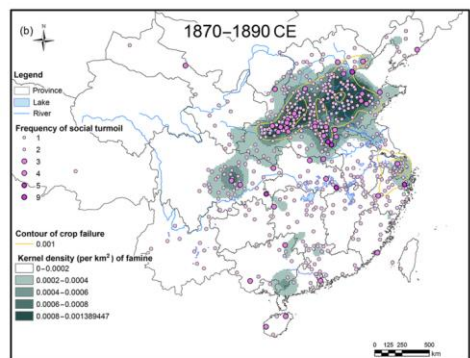 (b)
N
1870–1890 CE
Legend
Province
Lake
River
Frequency of social turmoil
1
2
3
4
5
9
Contour of crop failure
0.001
Kernel density (per km²) of famine
0–0.0002
0.0002–0.0004
0.0004–0.0006
0.0006–0.0008
0.0008–0.001389447
0 125 250 500
km